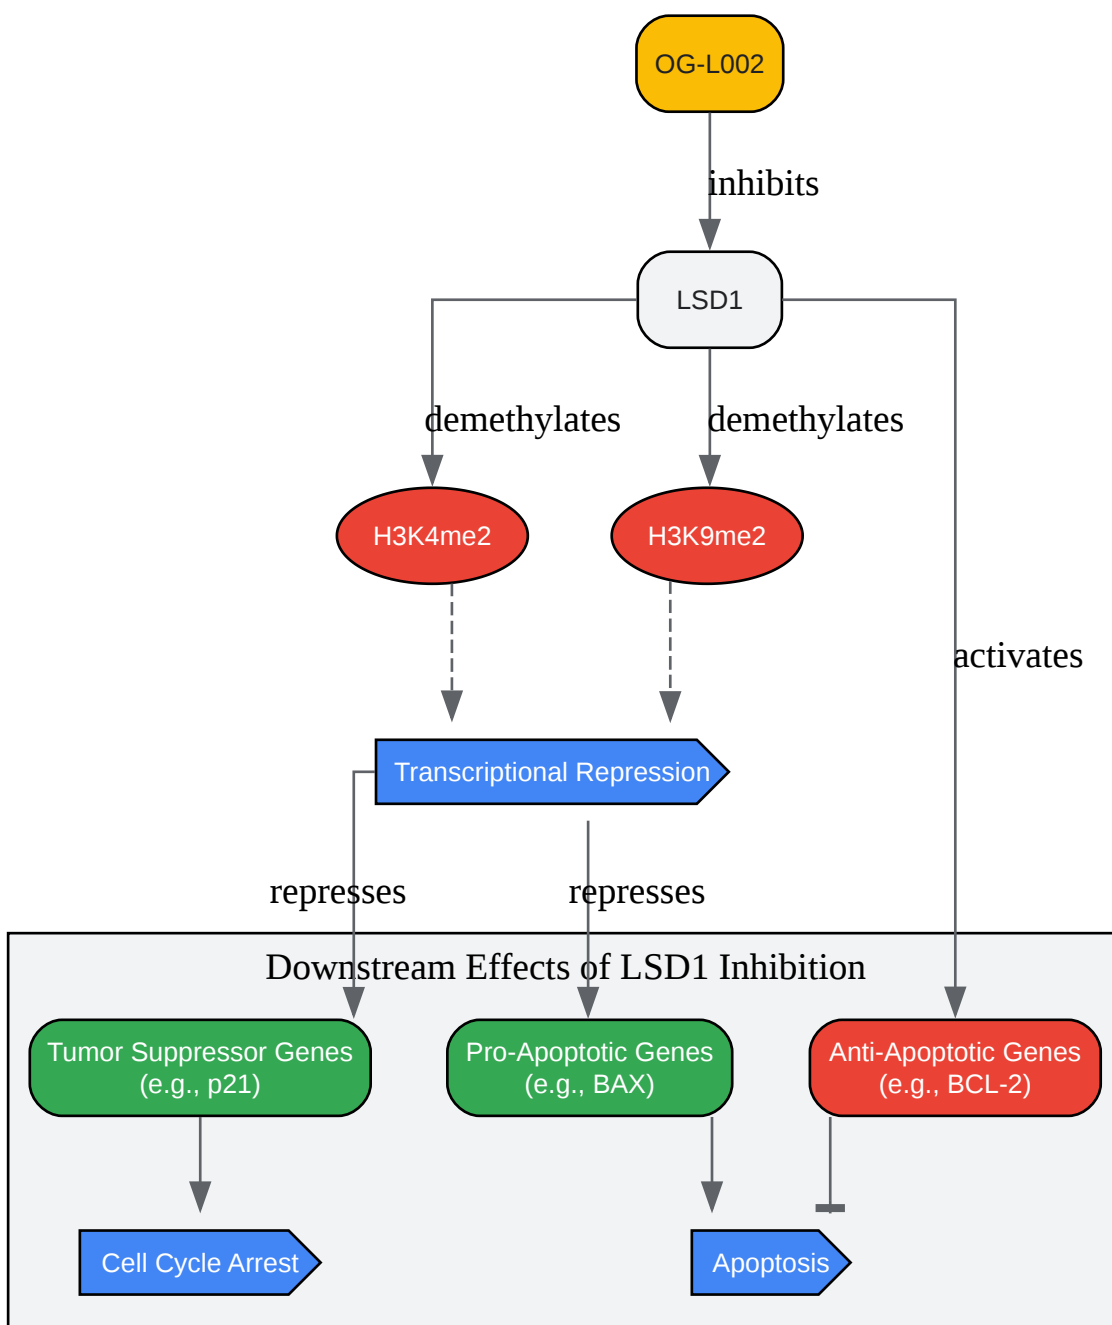 OG-L002
inhibits
LSD1
demethylates
demethylates
H3K4me2
H3K9me2
activates
Transcriptional Repression
represses
represses
Downstream Effects of LSD1 Inhibition
Tumor Suppressor Genes
(e.g., p21)
Pro-Apoptotic Genes
(e.g., BAX)
Anti-Apoptotic Genes
(e.g., BCL-2)
Cell Cycle Arrest
Apoptosis